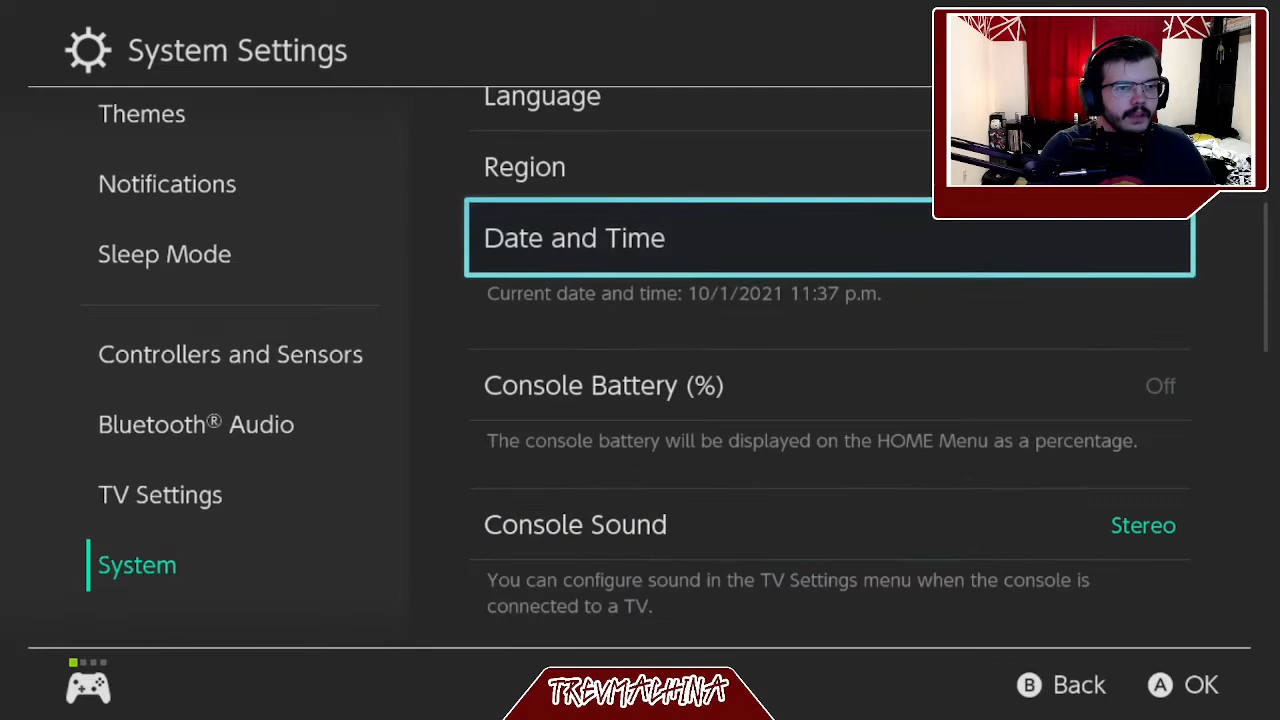 System Settings
Themes
Notifications
Sleep Mode
Controllers and Sensors
Bluetooth® Audio
TV Settings
System
Language
Region
Date and Time
Current date and time: 10/1/2021 11:37 p.m.
Console Battery (%)
Off
The console battery will be displayed on the HOME Menu as a percentage.
Console Sound
Stereo
You can configure sound in the TV Settings menu when the console is
connected to a TV.
TREVMACHINA
B Back
A OK